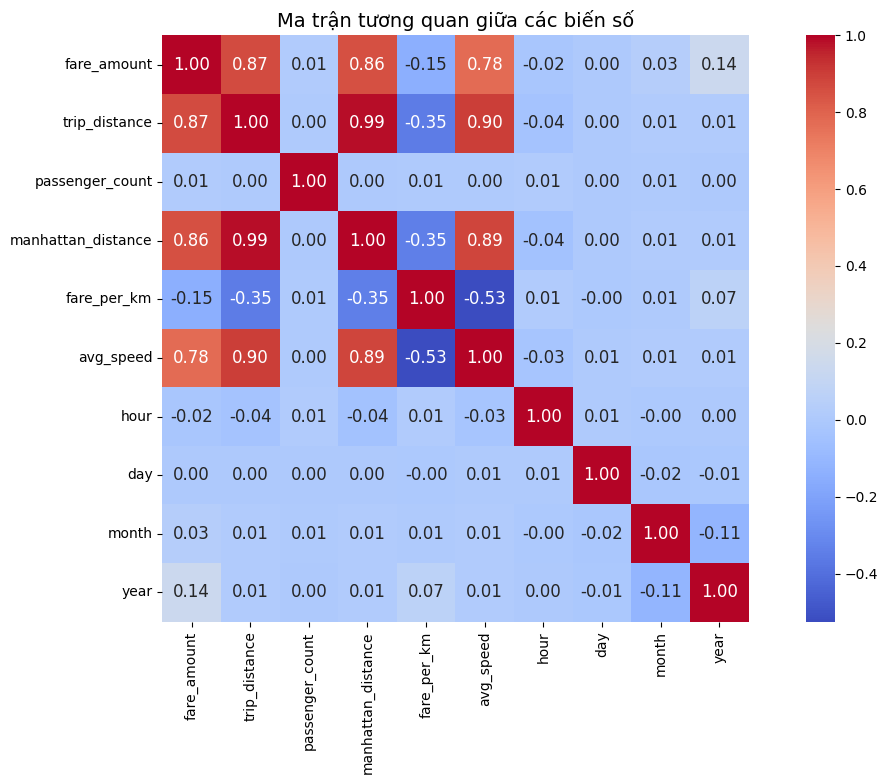 Ma trận tương quan giữa các biến số
fare_amount 1.00 0.87 0.01 0.86 -0.15 0.78 -0.02 0.00 0.03 0.14
trip_distance 0.87 1.00 0.00 0.99 -0.35 0.90 -0.04 0.00 0.01 0.01
passenger_count 0.01 0.00 1.00 0.00 0.01 0.00 0.01 0.00 0.01 0.00
manhattan_distance 0.86 0.99 0.00 1.00 -0.35 0.89 -0.04 0.00 0.01 0.01
fare_per_km -0.15 -0.35 0.01 -0.35 1.00 -0.53 0.01 -0.00 0.01 0.07
avg_speed 0.78 0.90 0.00 0.89 -0.53 1.00 -0.03 0.01 0.01 0.01
hour -0.02 -0.04 0.01 -0.04 0.01 -0.03 1.00 0.01 -0.00 0.00
day 0.00 0.00 0.00 0.00 -0.00 0.01 0.01 1.00 -0.02 -0.01
month 0.03 0.01 0.01 0.01 0.01 0.01 -0.00 -0.02 1.00 -0.11
year 0.14 0.01 0.00 0.01 0.07 0.01 0.00 -0.01 -0.11 1.00
fare_amount
trip_distance
passenger_count
manhattan_distance
fare_per_km
avg_speed
hour
day
month
year
1.0
0.8
0.6
0.4
0.2
0.0
−0.2
−0.4